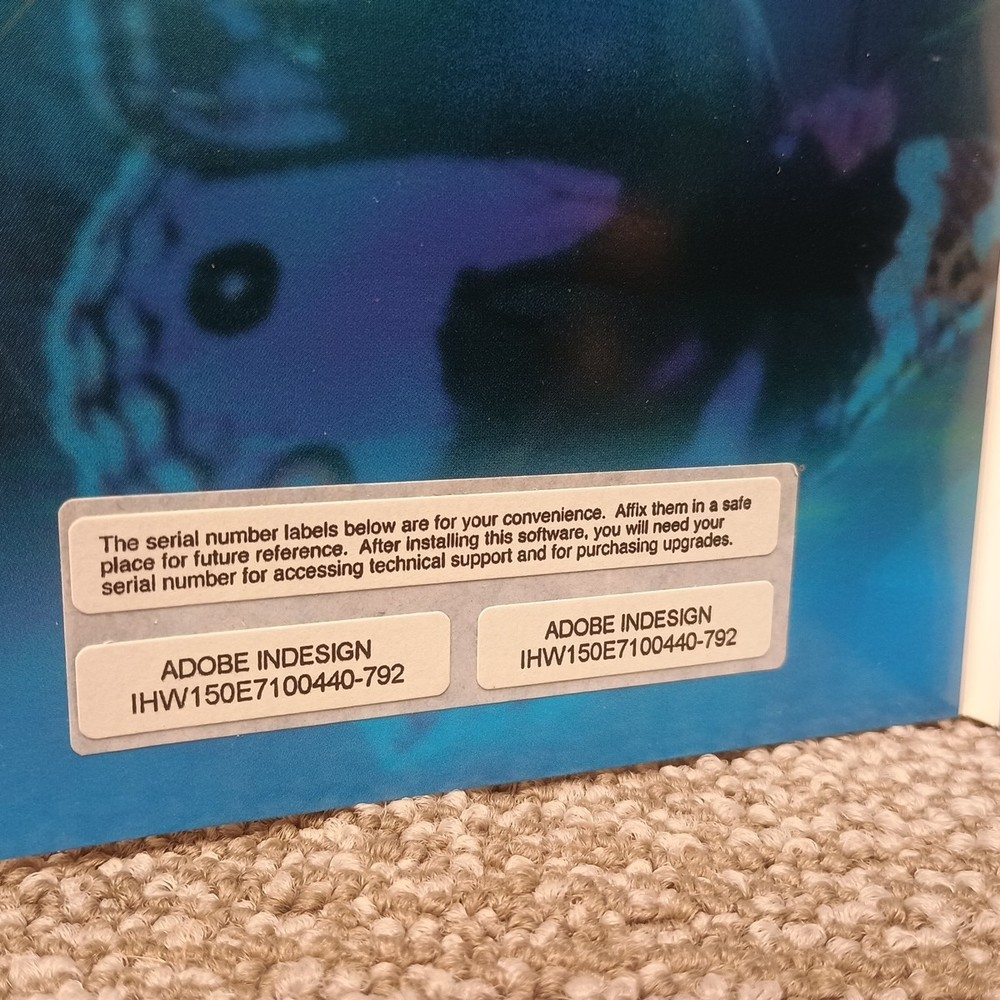 The serial number labels below are for your convenience. Affix them in a safe
place for future reference. After installing this software, you will need your
serial number for accessing technical support and for purchasing upgrades.
ADOBE INDESIGN
IHW150E7100440-792
ADOBE INDESIGN
IHW150E7100440-792